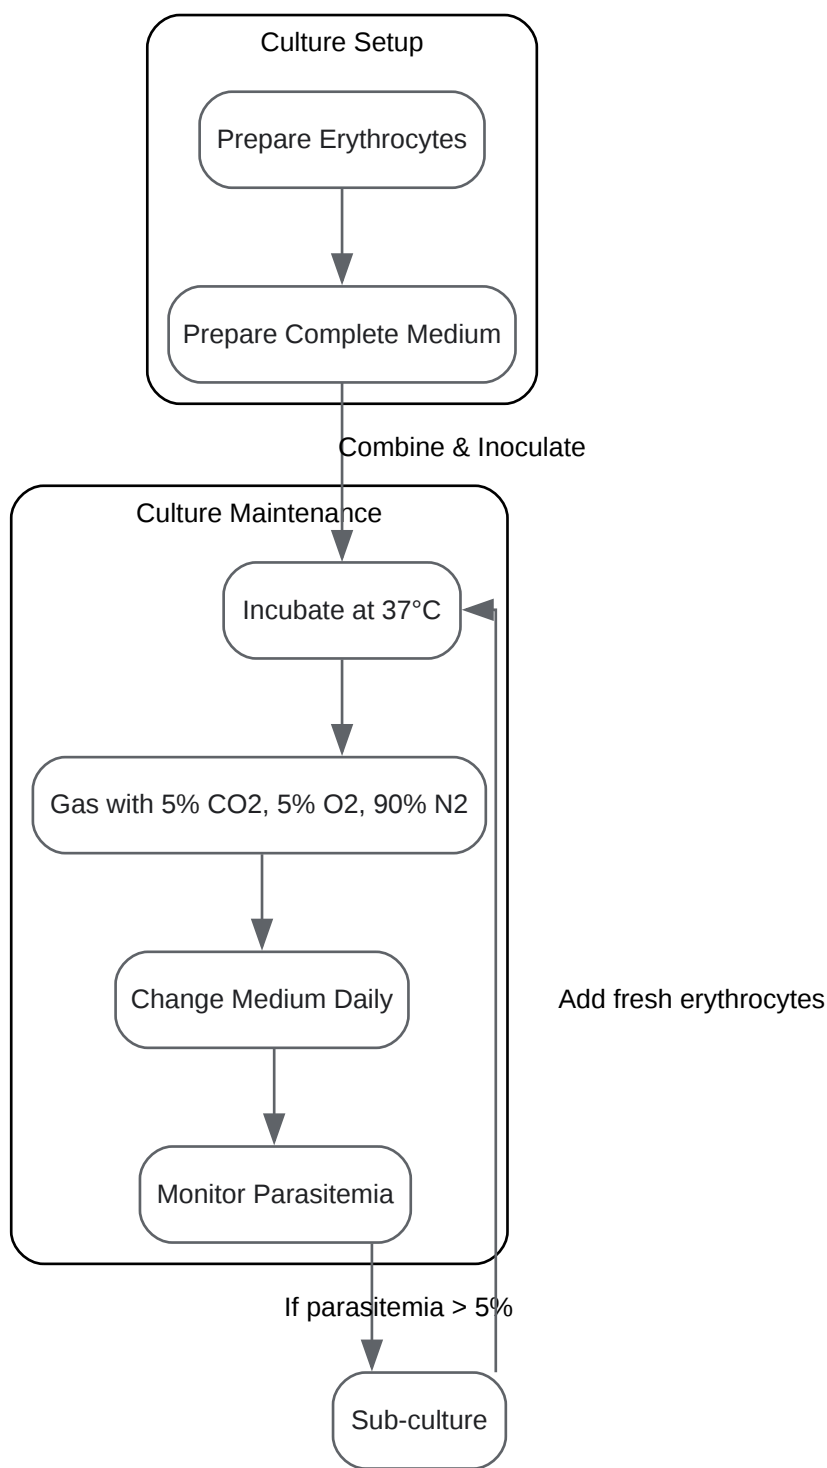 Culture Setup
Prepare Erythrocytes
Prepare Complete Medium
Combine & Inoculate
Culture Maintenance
Incubate at 37°C
Gas with 5% CO2, 5% O2, 90% N2
Change Medium Daily
Add fresh erythrocytes
Monitor Parasitemia
If parasitemia > 5%
Sub-culture